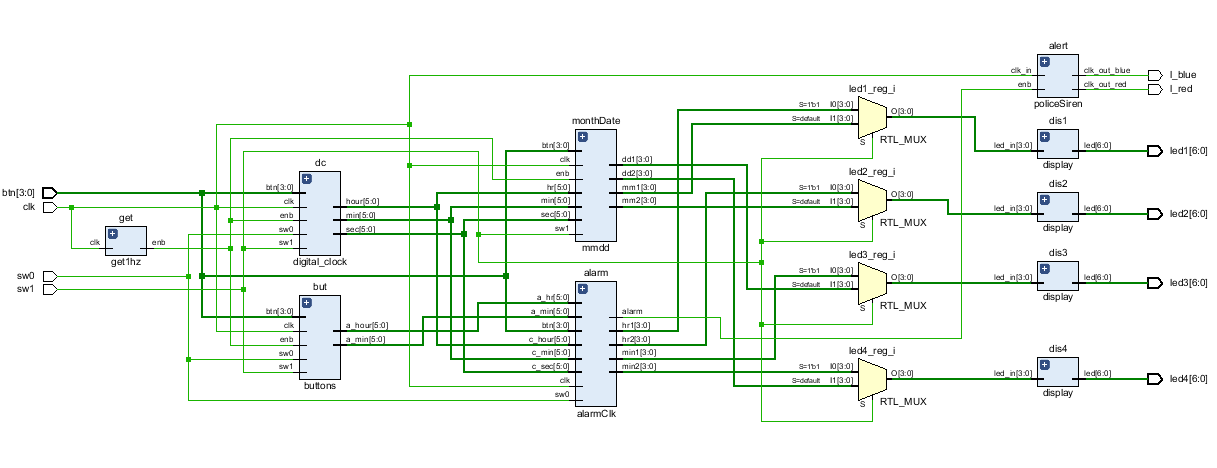 btn[3:0]
clk
sw0
sw1
get
clk
enb
get1hz
dc
btn[3:0]
clk
enb
sw0
sw1
hour[5:0]
min[5:0]
sec[5:0]
digital_clock
but
btn[3:0]
clk
enb
sw0
sw1
a_hour[5:0]
a_min[5:0]
buttons
monthDate
btn[3:0]
clk
enb
hr[5:0]
min[5:0]
sec[5:0]
sw1
dd1[3:0]
dd2[3:0]
mm1[3:0]
mm2[3:0]
mmdd
alarm
a_hr[5:0]
a_min[5:0]
btn[3:0]
c_hour[5:0]
c_min[5:0]
c_sec[5:0]
clk
sw0
alarm
hr1[3:0]
hr2[3:0]
min1[3:0]
min2[3:0]
alarmClk
led1_reg_i
S=1'b1 I0[3:0]
S=default I1[3:0]
O[3:0]
S
RTL_MUX
led2_reg_i
S=1'b1 I0[3:0]
S=default I1[3:0]
O[3:0]
S
RTL_MUX
led3_reg_i
S=1'b1 I0[3:0]
S=default I1[3:0]
O[3:0]
S
RTL_MUX
led4_reg_i
S=1'b1 I0[3:0]
S=default I1[3:0]
O[3:0]
S
RTL_MUX
alert
clk_in
enb
clk_out_blue
clk_out_red
policeSiren
dis1
led_in[3:0]
led[6:0]
display
dis2
led_in[3:0]
led[6:0]
display
dis3
led_in[3:0]
led[6:0]
display
dis4
led_in[3:0]
led[6:0]
display
l_blue
l_red
led1[6:0]
led2[6:0]
led3[6:0]
led4[6:0]